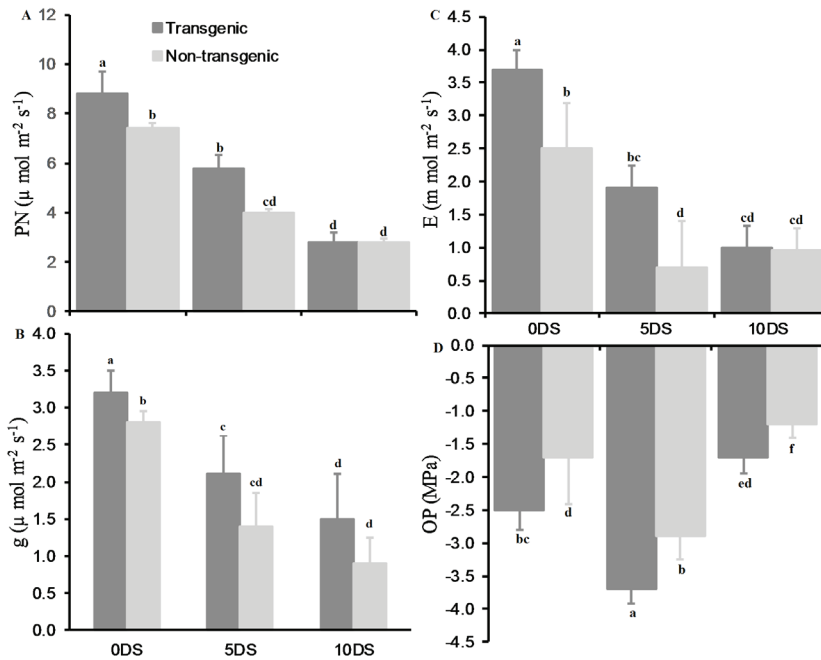 A
12
10
8
6
4
2
0
PN (µ mol m-2 s-1)
Transgenic
Non-transgenic
a
b
b
cd
d
d
B
4.0
3.5
3.0
2.5
2.0
1.5
1.0
0.5
0.0
g (µ mol m-2 s-1)
a
b
c
cd
d
d
0DS
5DS
10DS
C
4.5
4.0
3.5
3.0
2.5
2.0
1.5
1.0
0.5
0.0
E (m mol m-2 s-1)
a
b
bc
d
cd
cd
0DS
5DS
10DS
D
0.0
-0.5
-1.0
-1.5
-2.0
-2.5
-3.0
-3.5
-4.0
-4.5
OP (MPa)
bc
d
a
b
ed
f